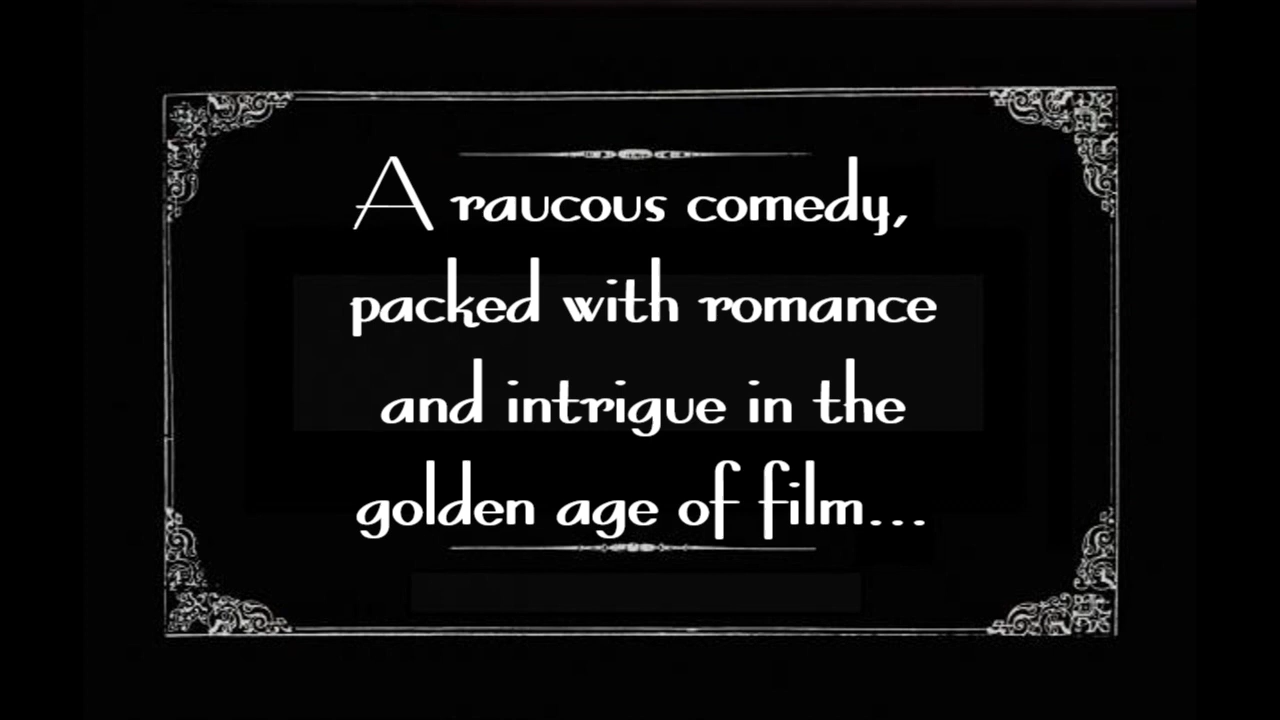 A raucous comedy,
packed with romance
and intrigue in the
golden age of film...